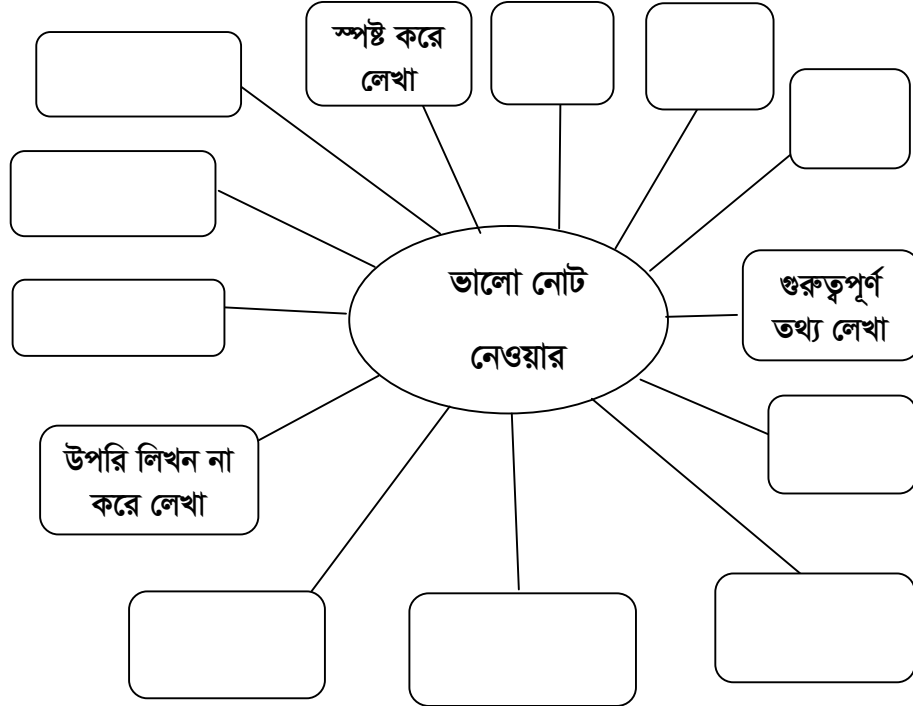 স্পষ্ট করে
লেখা
ভালো নোট
নেওয়ার
গুরুত্বপূর্ণ
তথ্য লেখা
উপরি লিখন না
করে লেখা